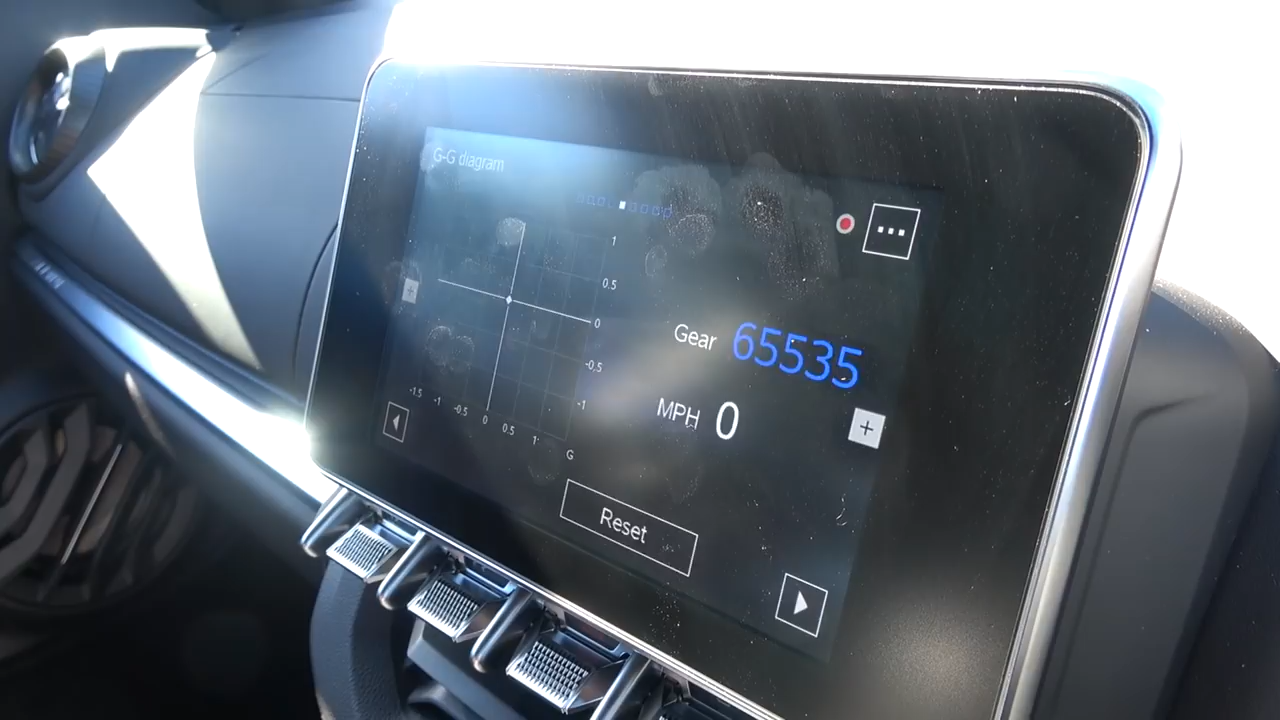 G-G diagram
...
1
0.5
0
-0.5
-1
-1.5 -1 -0.5 0 0.5 1
G
Gear 65535
MPH 0
+
+
Reset